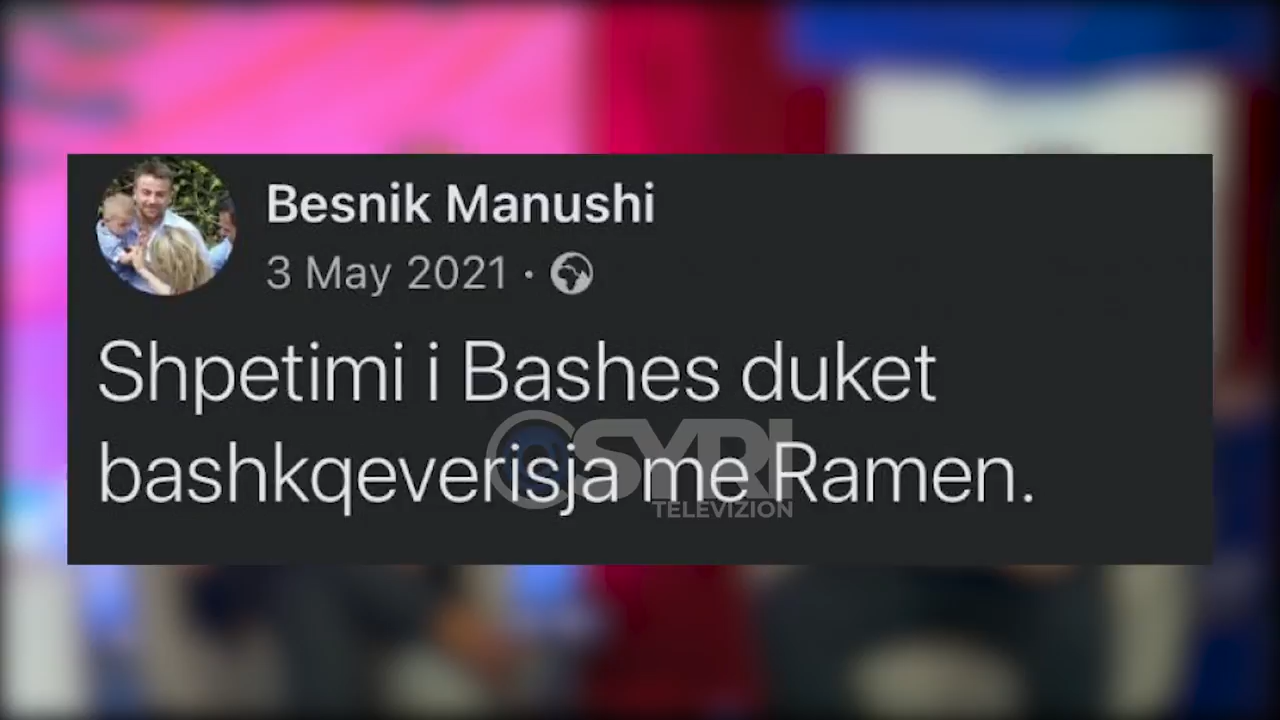 Besnik Manushi
3 May 2021 ·
Shpetimi i Bashes duket
bashkqeverisja me Ramen.
SYRI
TELEVIZION